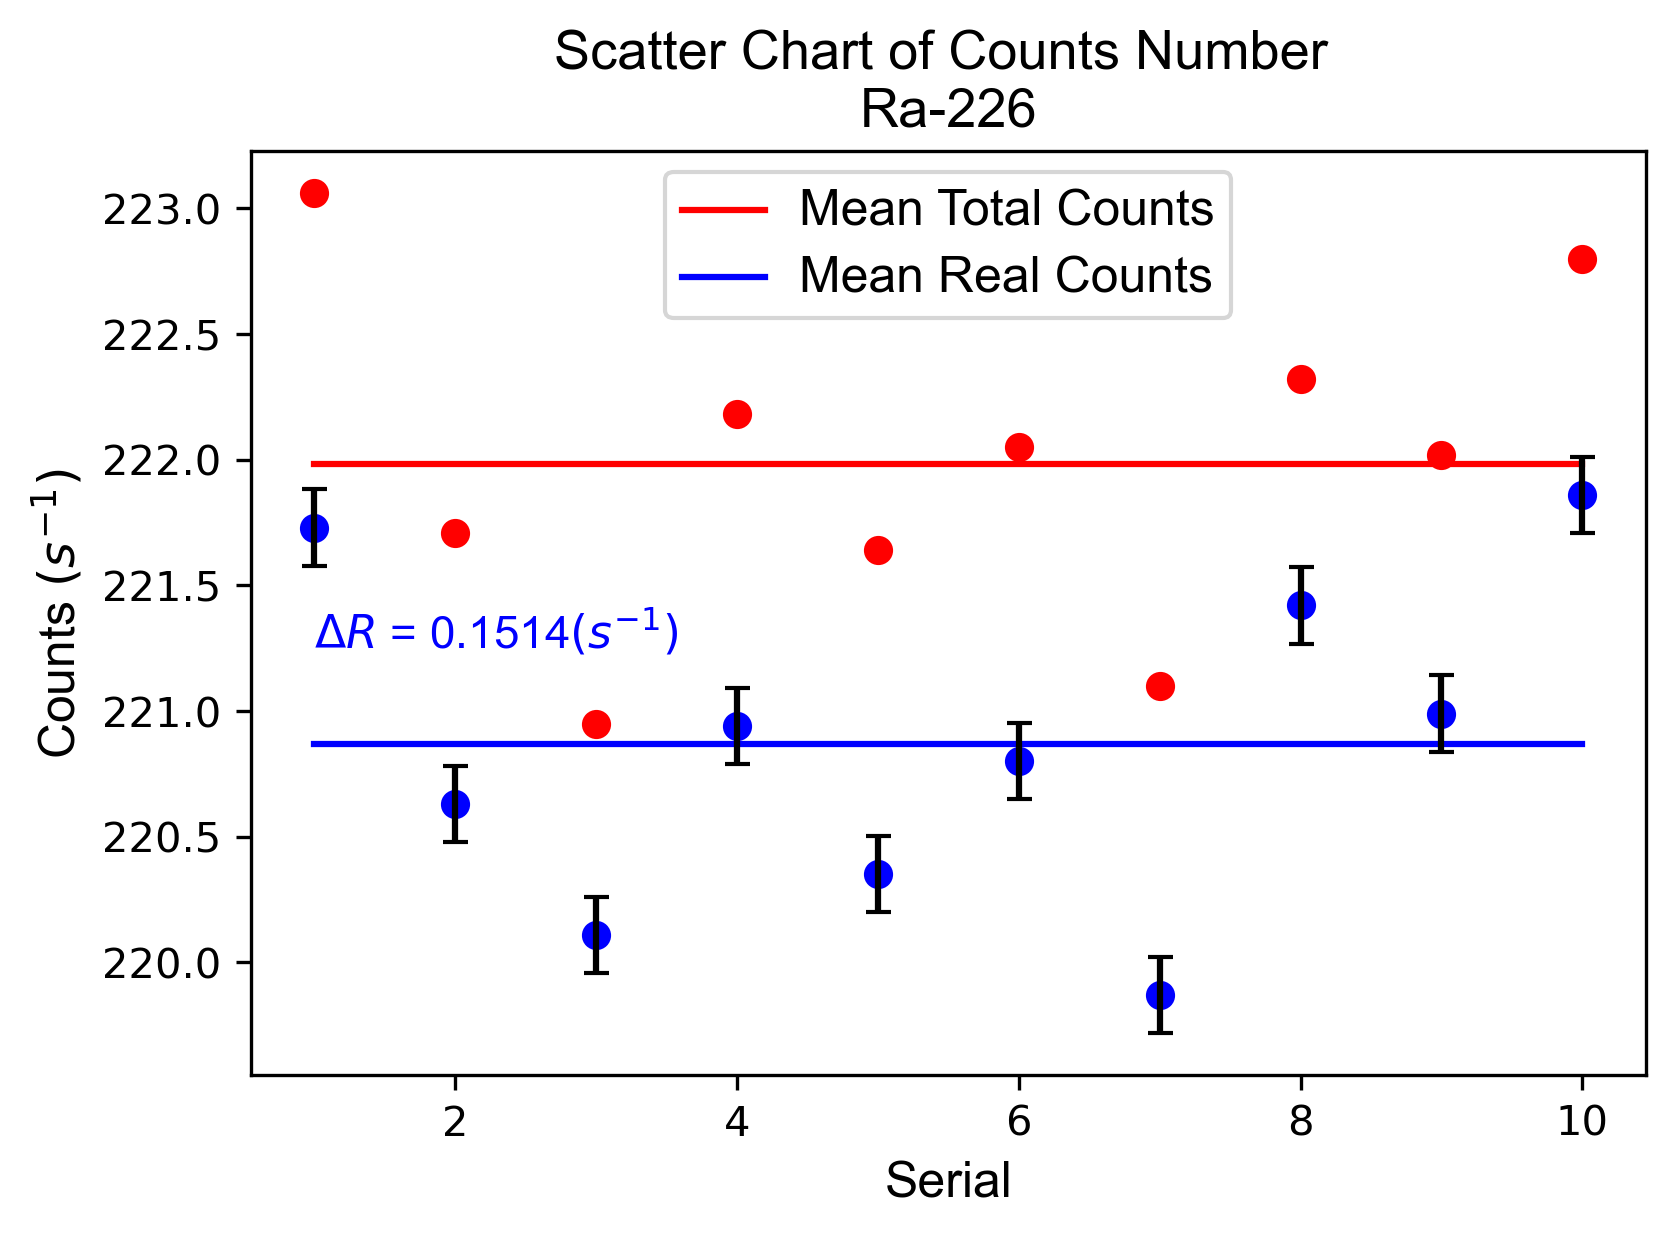 Scatter Chart of Counts Number
Ra-226
Mean Total Counts
Mean Real Counts
223.0
222.5
222.0
221.5
221.0
220.5
220.0
Counts (s⁻¹)
ΔR = 0.1514(s⁻¹)
2 4 6 8 10
Serial